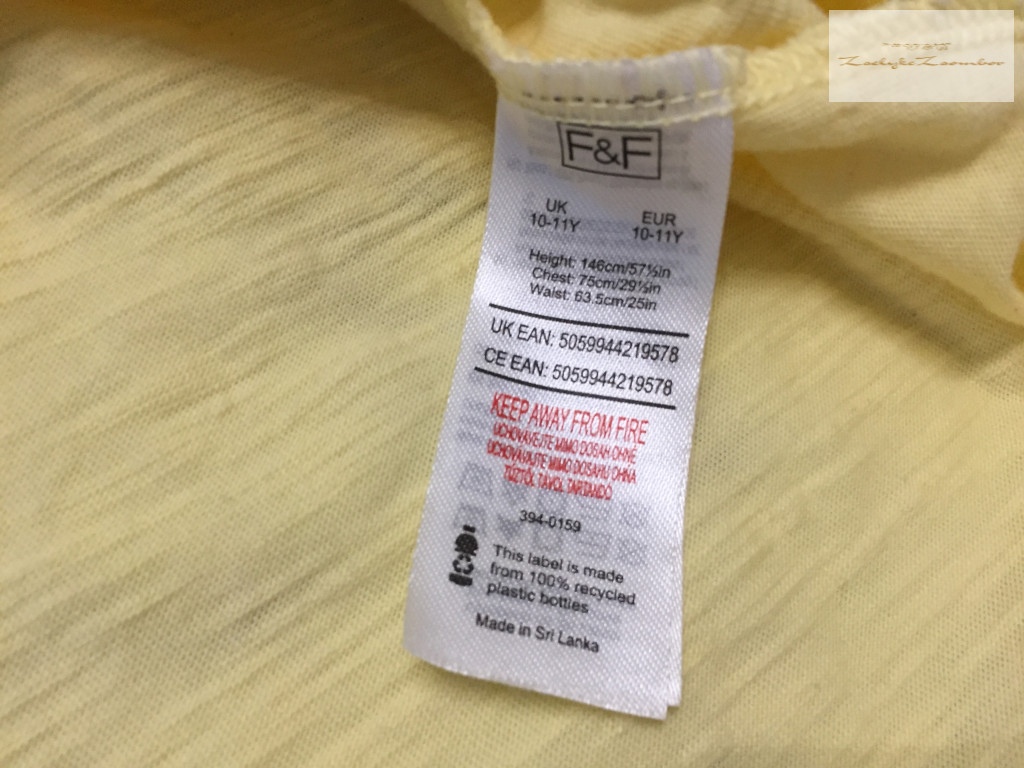 F&F
UK EUR
10-11Y 10-11Y
Height: 146cm/57½in
Chest: 75cm/29½in
Waist: 63.5cm/25in
UK EAN: 5059944219578
CE EAN: 5059944219578
KEEP AWAY FROM FIRE
UCHOVÁVEJTE MIMO DOSAH OHNĚ
UCHOVÁVAJTE MIMO DOSAHU OHŇA
TŰZTŐL TÁVOL TARTANDÓ
394-0159
This label is made
from 100% recycled
plastic bottles
Made in Sri Lanka